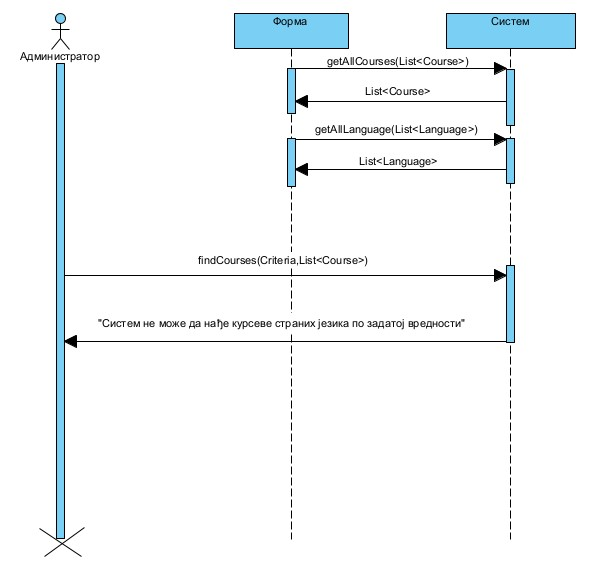 Администратор
Форма
Систем
getAllCourses(List<Course>)
List<Course>
getAllLanguage(List<Language>)
List<Language>
findCourses(Criteria,List<Course>)
"Систем не може да нађе курсеве страних језика по задатој вредности"